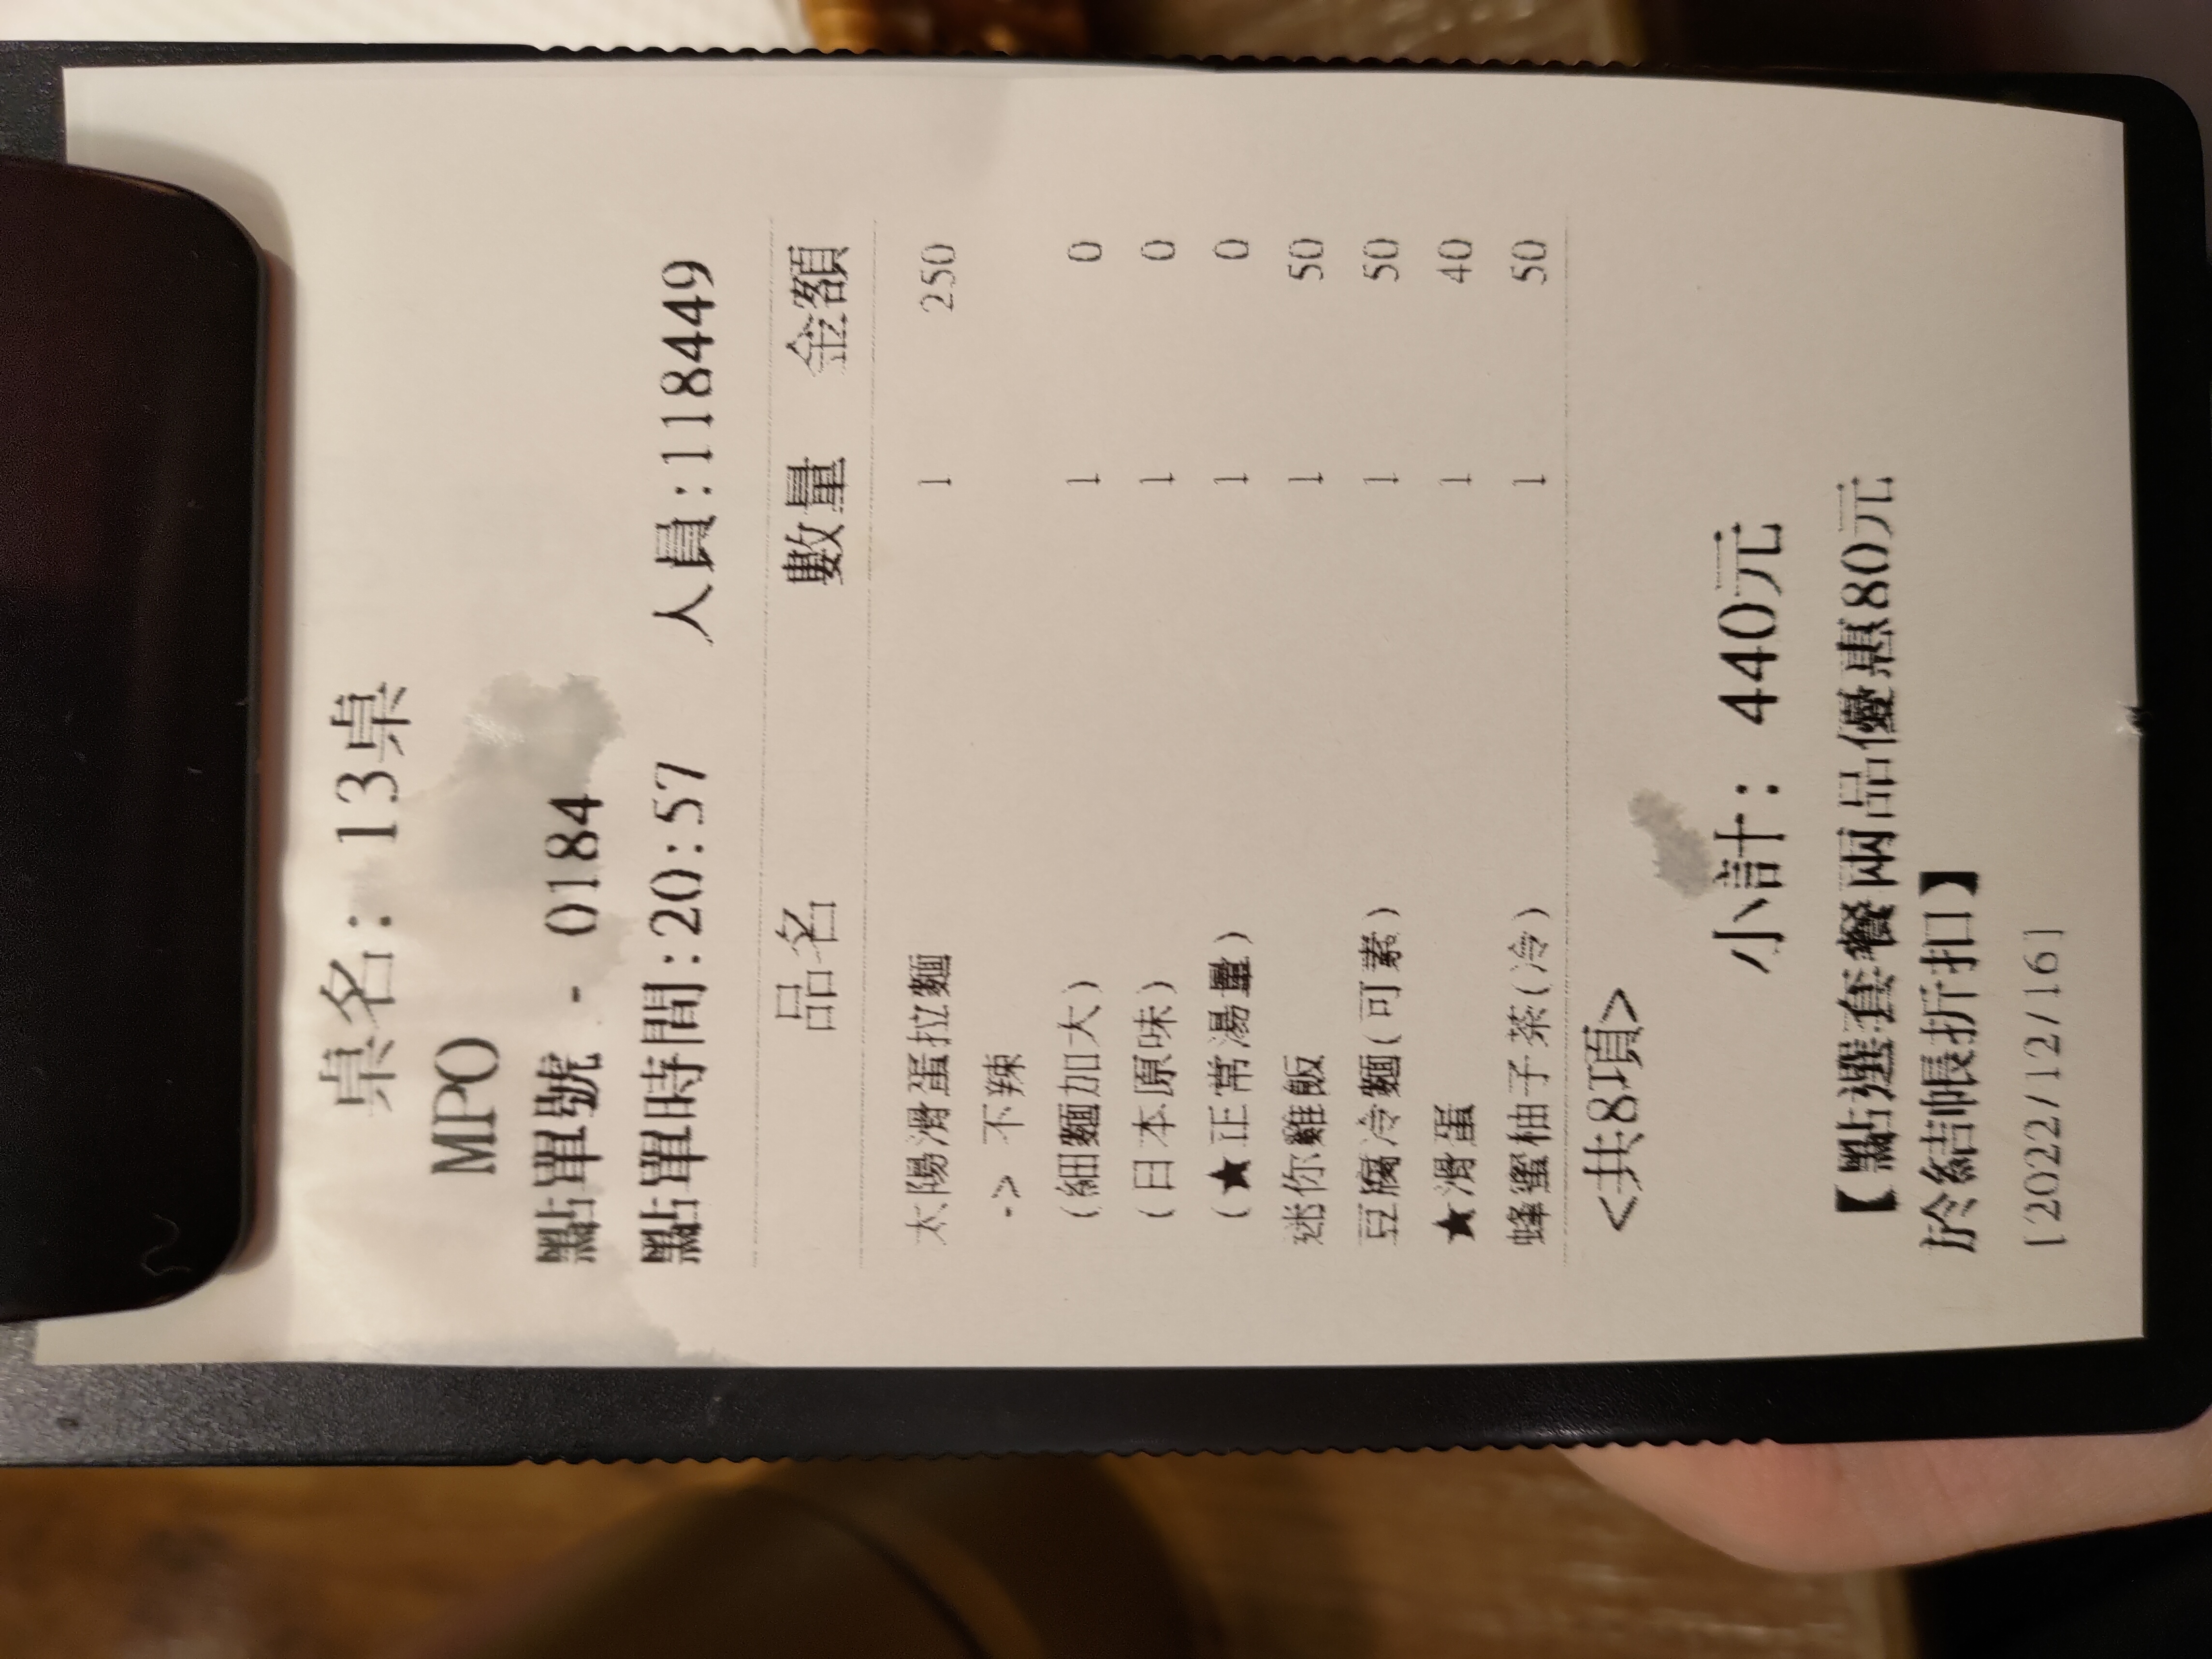 桌名: 13桌
MPO
點單號 - 0184
點單時間:20:57 人員:118449
品名 數量 金額
太陽滑蛋拉麵 1 250
-> 不辣
(細麵加大) 1 0
(日本原味) 1 0
(★正常湯量) 1 0
迷你雞飯 1 50
豆腐冷麵(可素) 1 50
★滑蛋 1 40
蜂蜜柚子茶(冷) 1 50
<共8項>
小計: 440元
【點選套餐兩品優惠80元
於結帳折扣】
[2022/12/16]